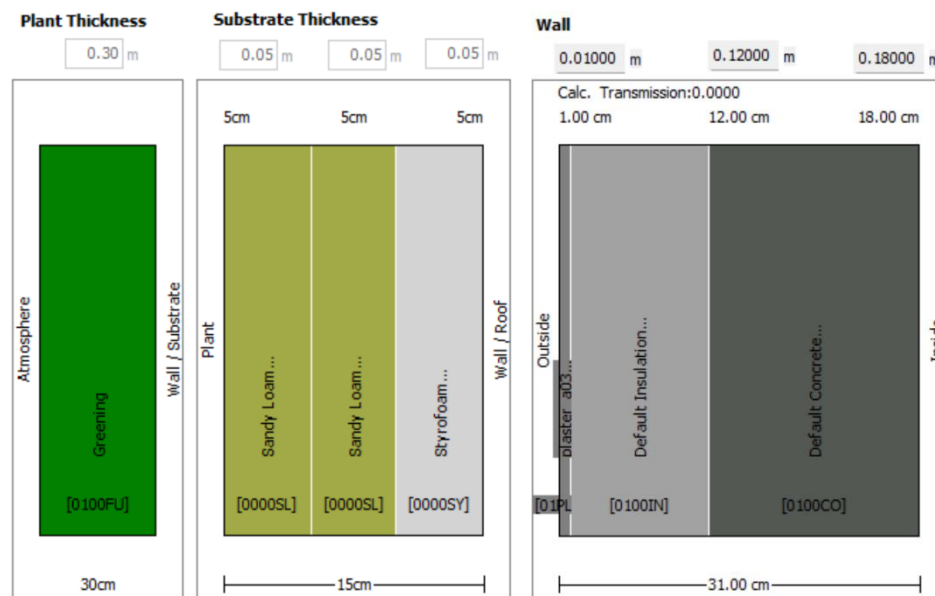 Plant Thickness
0.30 m
30cm
Atmosphere
Greening
[0100FU]
Wall / Substrate
Substrate Thickness
0.05 m
0.05 m
0.05 m
5cm
5cm
5cm
Plant
Sandy Loam...
[0000SL]
Sandy Loam...
[0000SL]
Styrofoam...
[0000SY]
Wall / Roof
15cm
Wall
0.01000 m
0.12000 m
0.18000 m
Calc. Transmission:0.0000
1.00 cm
12.00 cm
18.00 cm
Outside
plaster_a03...
[01PL
Default Insulation...
[0100IN]
Default Concrete...
[0100CO]
Inside
31.00 cm